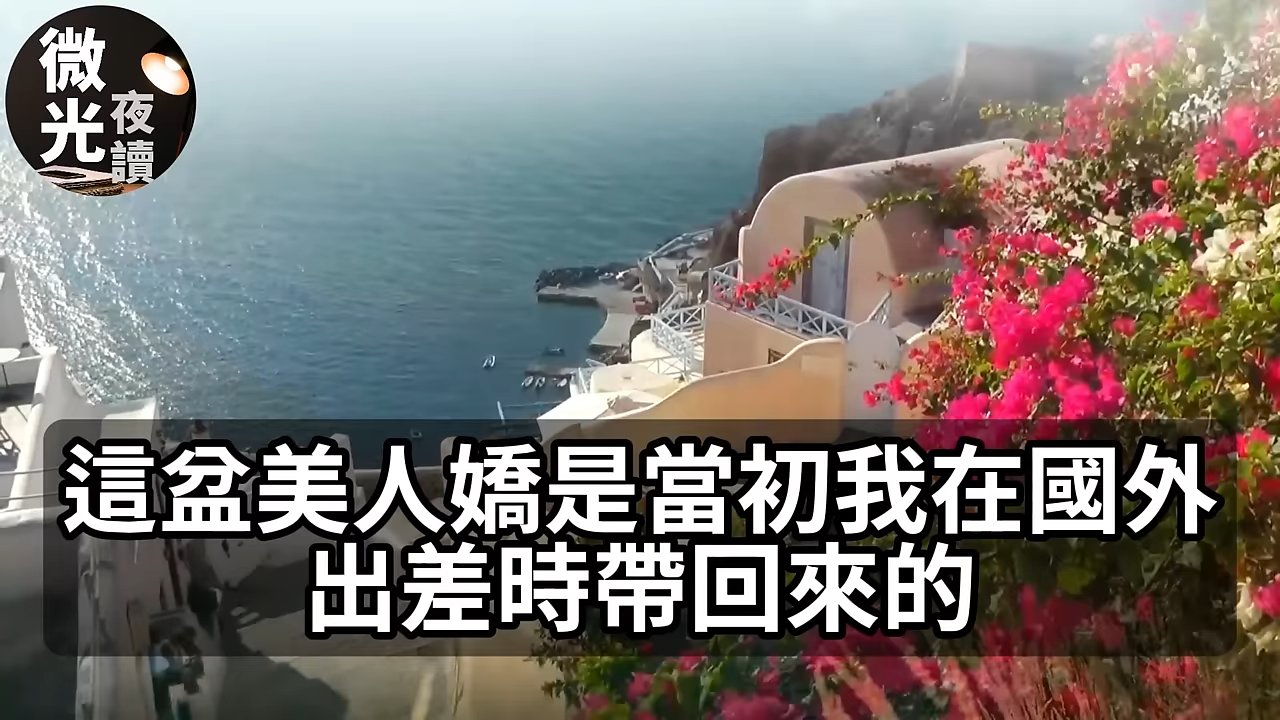 微光
夜讀
這盆美人嬌是當初我在國外
出差時帶回來的